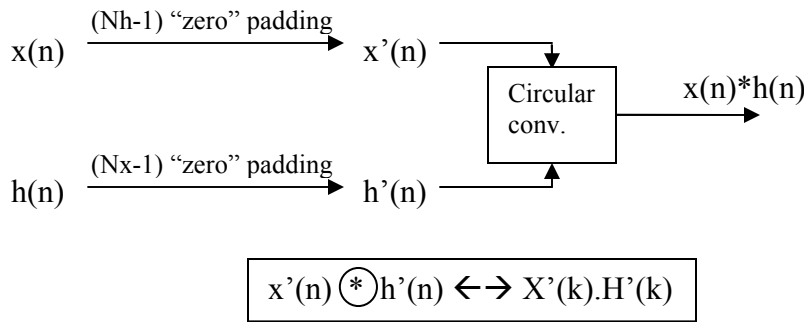 (Nh-1) “zero” padding
x(n)
x’(n)
Circular
conv.
x(n)*h(n)
(Nx-1) “zero” padding
h(n)
h’(n)
x’(n) * h’(n) ←→ X’(k).H’(k)